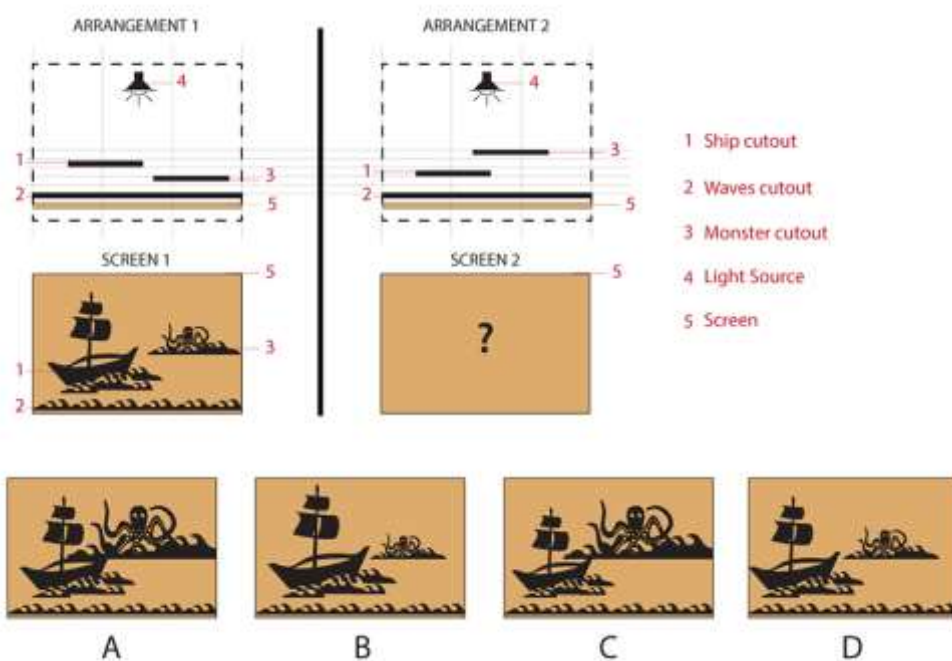 ARRANGEMENT 1
4
1
3
2
5
SCREEN 1
5
3
1
2
ARRANGEMENT 2
4
3
1
2
5
SCREEN 2
5
?
1 Ship cutout
2 Waves cutout
3 Monster cutout
4 Light Source
5 Screen
A B C D